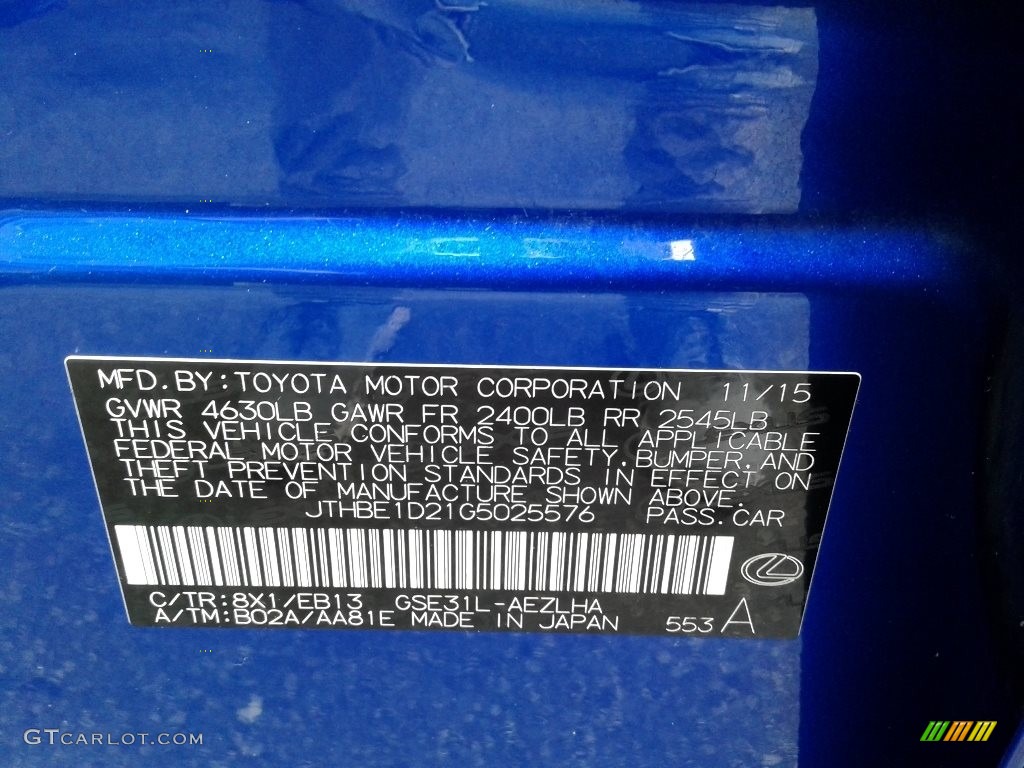 MFD.BY:TOYOTA MOTOR CORPORATION 11/15
GVWR 4630LB GAWR FR 2400LB RR 2545LB
THIS VEHICLE CONFORMS TO ALL APPLICABLE
FEDERAL MOTOR VEHICLE SAFETY,BUMPER,AND
THEFT PREVENTION STANDARDS IN EFFECT ON
THE DATE OF MANUFACTURE SHOWN ABOVE.
JTHBE1D21G5025576 PASS.CAR
C/TR:8X1/EB13 GSE31L-AEZLHA
A/TM:B02A/AA81E MADE IN JAPAN 553 A
GTCARLOT.COM